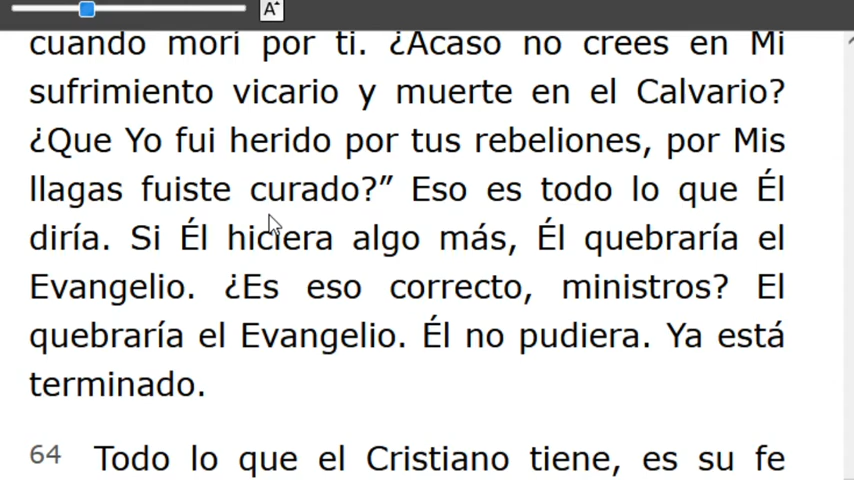 A
cuando morí por ti. ¿Acaso no crees en Mi
sufrimiento vicario y muerte en el Calvario?
¿Que Yo fui herido por tus rebeliones, por Mis
llagas fuiste curado?” Eso es todo lo que Él
diría. Si Él hiciera algo más, Él quebraría el
Evangelio. ¿Es eso correcto, ministros? El
quebraría el Evangelio. Él no pudiera. Ya está
terminado.
64 Todo lo que el Cristiano tiene, es su fe